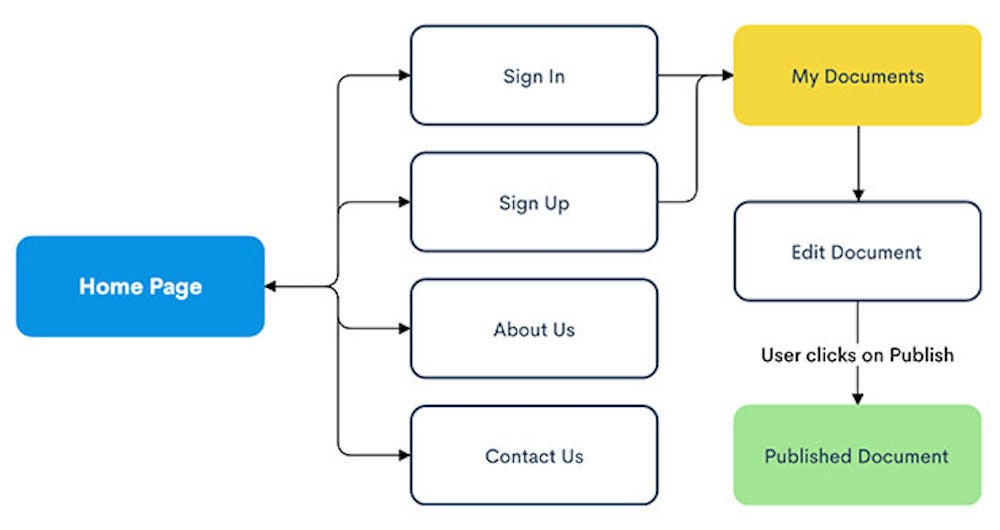 Sign In
My Documents
Sign Up
Edit Document
Home Page
About Us
User clicks on Publish
Contact Us
Published Document